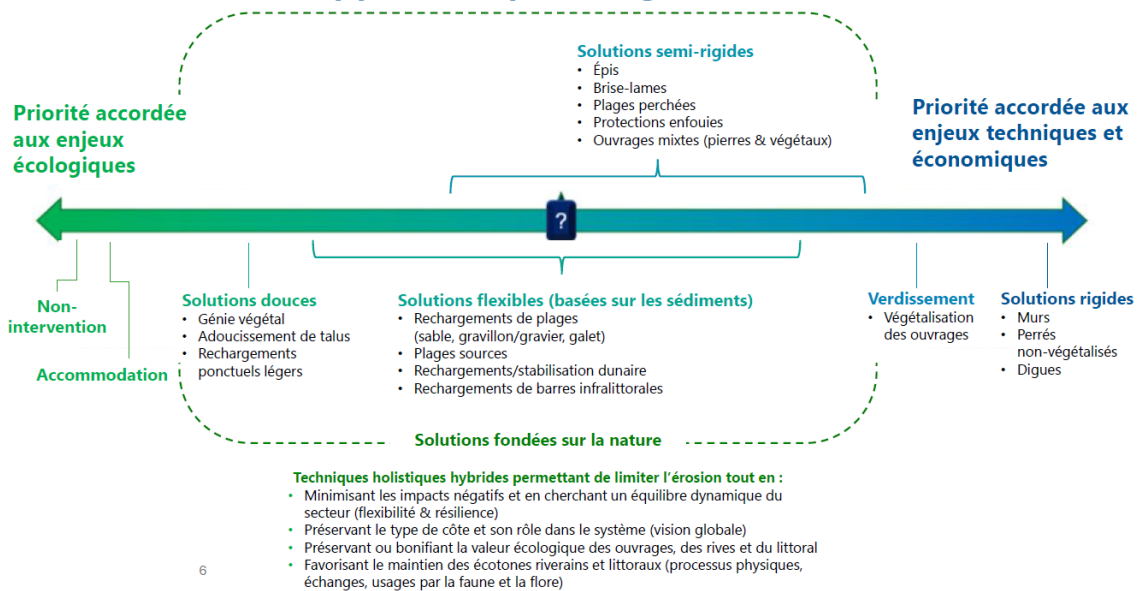 Solutions semi-rigides
• Épis
• Brise-lames
• Plages perchées
• Protections enfouies
• Ouvrages mixtes (pierres & végétaux)
Priorité accordée
aux enjeux
écologiques
Priorité accordée aux
enjeux techniques et
économiques
?
Non-
intervention
Accommodation
Solutions douces
• Génie végétal
• Adoucissement de talus
• Rechargements
ponctuels légers
Solutions flexibles (basées sur les sédiments)
• Rechargements de plages
(sable, gravillon/gravier, galet)
• Plages sources
• Rechargements/stabilisation dunaire
• Rechargements de barres infralittorales
Verdissement
• Végétalisation
des ouvrages
Solutions rigides
• Murs
• Perrés
non-végétalisés
• Digues
Solutions fondées sur la nature
Techniques holistiques hybrides permettant de limiter l’érosion tout en :
• Minimisant les impacts négatifs et en cherchant un équilibre dynamique du
secteur (flexibilité & résilience)
• Préservant le type de côte et son rôle dans le système (vision globale)
• Préservant ou bonifiant la valeur écologique des ouvrages, des rives et du littoral
• Favorisant le maintien des écotones riverains et littoraux (processus physiques,
échanges, usages par la faune et la flore)
6